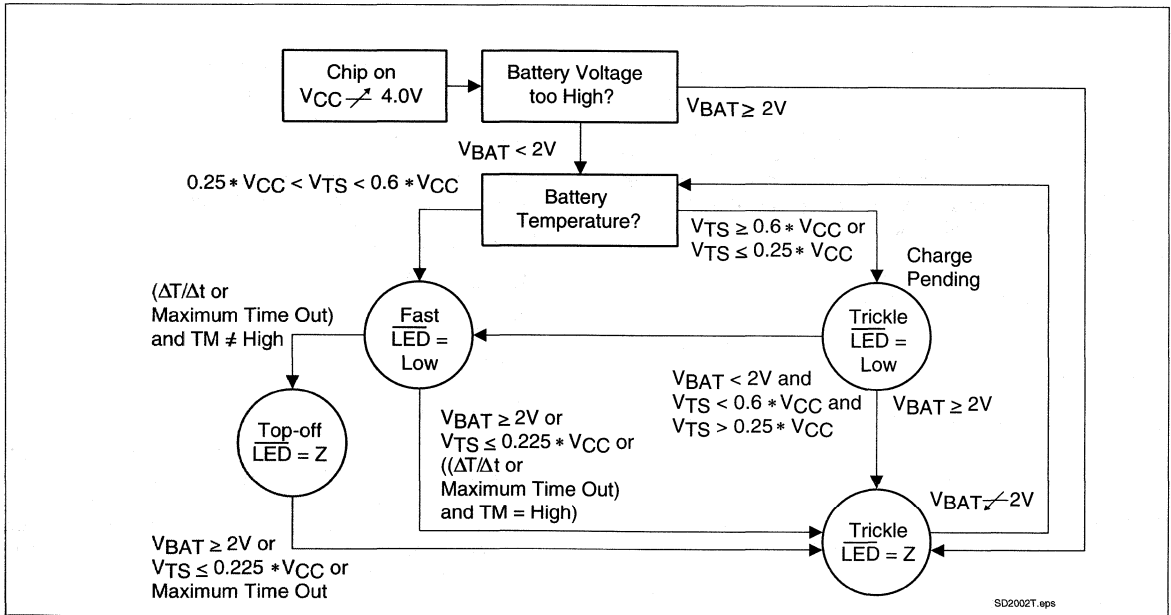 Chip on
VCC ↗ 4.0V
Battery Voltage
too High?
VBAT ≥ 2V
VBAT < 2V
0.25 * VCC < VTS < 0.6 * VCC
Battery
Temperature?
VTS ≥ 0.6 * VCC or
VTS ≤ 0.25 * VCC
Charge
Pending
(ΔT/Δt or
Maximum Time Out)
and TM ≠ High
Fast
L̅E̅D̅ =
Low
Trickle
L̅E̅D̅ =
Low
VBAT < 2V and
VTS < 0.6 * VCC and
VTS > 0.25 * VCC
VBAT ≥ 2V
Top-off
L̅E̅D̅ = Z
VBAT ≥ 2V or
VTS ≤ 0.225 * VCC or
((ΔT/Δt or
Maximum Time Out)
and TM = High)
VBAT ↙ 2V
Trickle
L̅E̅D̅ = Z
VBAT ≥ 2V or
VTS ≤ 0.225 * VCC or
Maximum Time Out
SD2002T.eps